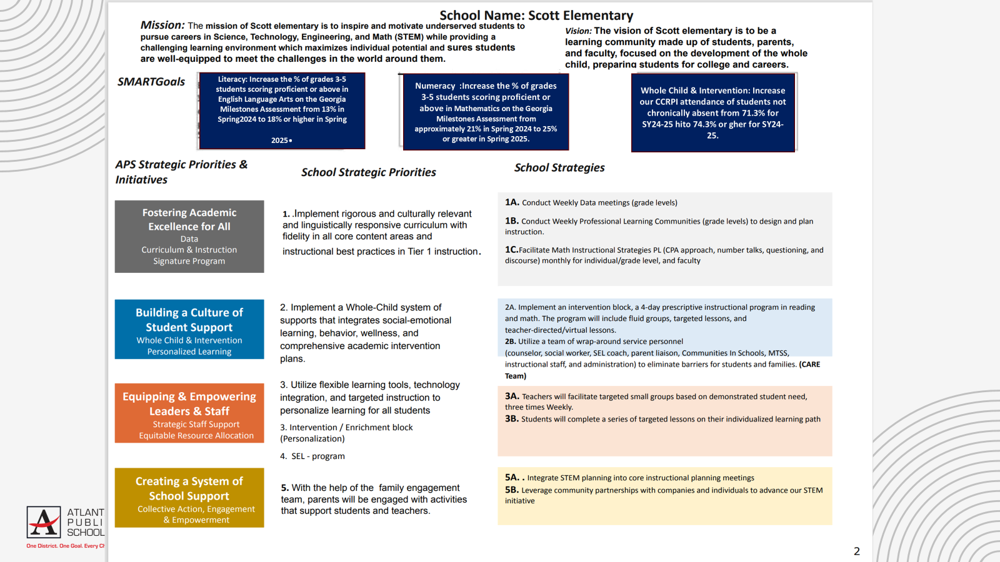 School Name: Scott Elementary
Mission: The mission of Scott elementary is to inspire and motivate underserved students to
pursue careers in Science, Technology, Engineering, and Math (STEM) while providing a
challenging learning environment which maximizes individual potential and sures students
are well-equipped to meet the challenges in the world around them.
Vision: The vision of Scott elementary is to be a
learning community made up of students, parents,
and faculty, focused on the development of the whole
child, preparing students for college and careers.
SMARTGoals
Literacy: Increase the % of grades 3-5
students scoring proficient or above in
English Language Arts on the Georgia
Milestones Assessment from 13% in
Spring2024 to 18% or higher in Spring
2025•
Numeracy :Increase the % of grades
3-5 students scoring proficient or
above in Mathematics on the Georgia
Milestones Assessment from
approximately 21% in Spring 2024 to 25%
or greater in Spring 2025.
Whole Child & Intervention: Increase
our CCRPI attendance of students not
chronically absent from 71.3% for
SY24-25 hito 74.3% or gher for SY24-
25.
APS Strategic Priorities &
Initiatives
School Strategic Priorities
School Strategies
Fostering Academic
Excellence for All
Data
Curriculum & Instruction
Signature Program
1. .Implement rigorous and culturally relevant
and linguistically responsive curriculum with
fidelity in all core content areas and
instructional best practices in Tier 1 instruction.
1A. Conduct Weekly Data meetings (grade levels)
1B. Conduct Weekly Professional Learning Communities (grade levels) to design and plan
instruction.
1C.Facilitate Math Instructional Strategies PL (CPA approach, number talks, questioning, and
discourse) monthly for individual/grade level, and faculty
Building a Culture of
Student Support
Whole Child & Intervention
Personalized Learning
2. Implement a Whole-Child system of
supports that integrates social-emotional
learning, behavior, wellness, and
comprehensive academic intervention
plans.
2A. Implement an intervention block, a 4-day prescriptive instructional program in reading
and math. The program will include fluid groups, targeted lessons, and
teacher-directed/virtual lessons.
2B. Utilize a team of wrap-around service personnel
(counselor, social worker, SEL coach, parent liaison, Communities In Schools, MTSS,
instructional staff, and administration) to eliminate barriers for students and families. (CARE
Team)
Equipping & Empowering
Leaders & Staff
Strategic Staff Support
Equitable Resource Allocation
3. Utilize flexible learning tools, technology
integration, and targeted instruction to
personalize learning for all students
3. Intervention / Enrichment block
(Personalization)
4. SEL - program
3A. Teachers will facilitate targeted small groups based on demonstrated student need,
three times Weekly.
3B. Students will complete a series of targeted lessons on their individualized learning path
Creating a System of
School Support
Collective Action, Engagement
& Empowerment
5. With the help of the family engagement
team, parents will be engaged with activities
that support students and teachers.
5A. . Integrate STEM planning into core instructional planning meetings
5B. Leverage community partnerships with companies and individuals to advance our STEM
initiative
ATLANT
PUBLI
SCHOOL
One District. One Goal. Every Ch
2